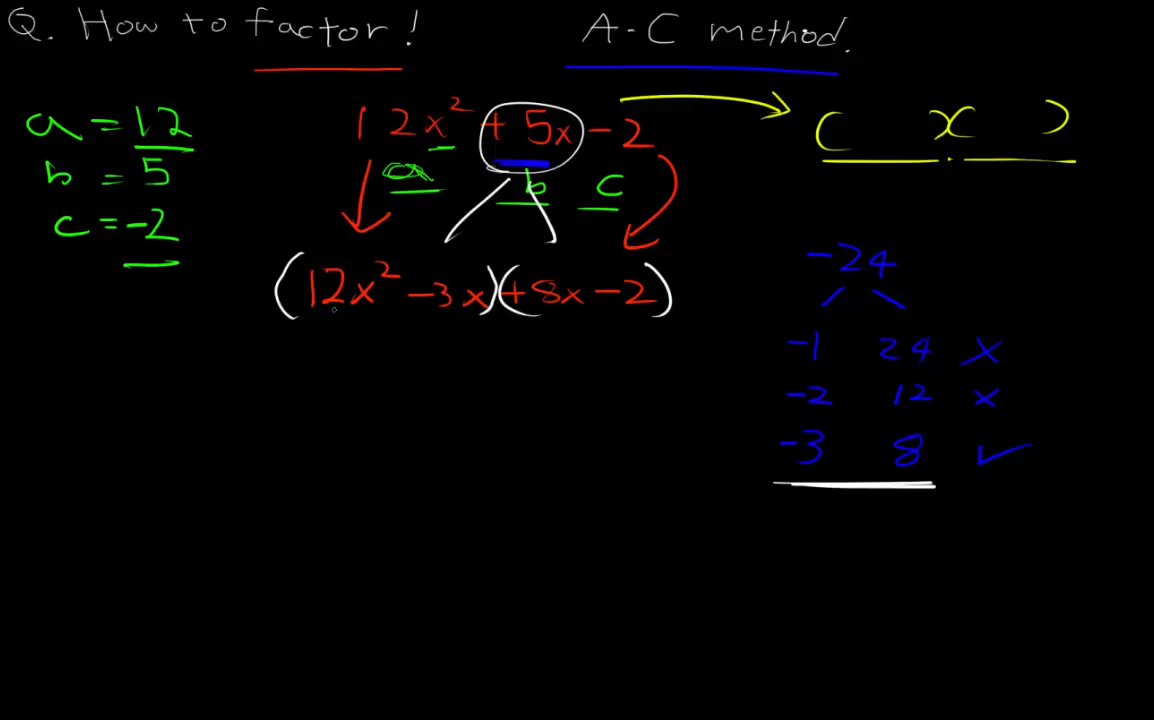 Q. How to factor! A-C method.
a = 12 12x² + 5x - 2 ( )( )
b = 5 a b c
c = -2
(12x² - 3x)(+ 8x - 2)
-24
-1 24 x
-2 12 x
-3 8 ✓